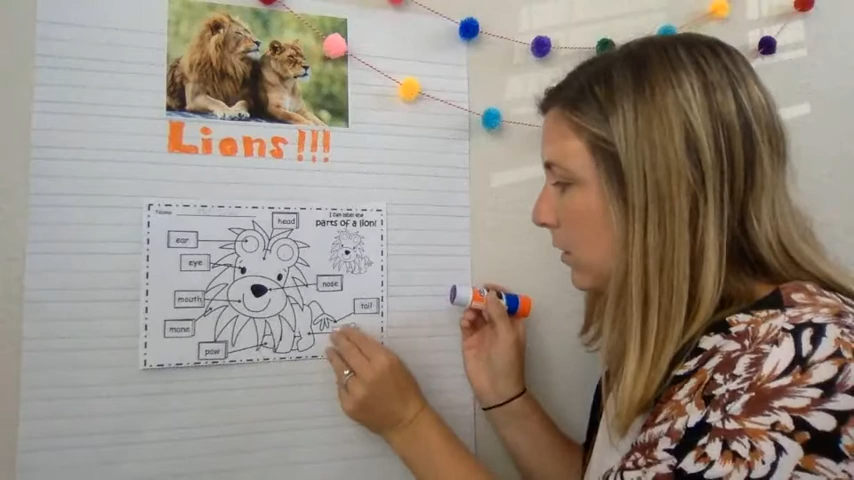 Lions!!!
Name:
I can label the
parts of a lion!
head
ear
eye
nose
mouth
tail
mane
paw